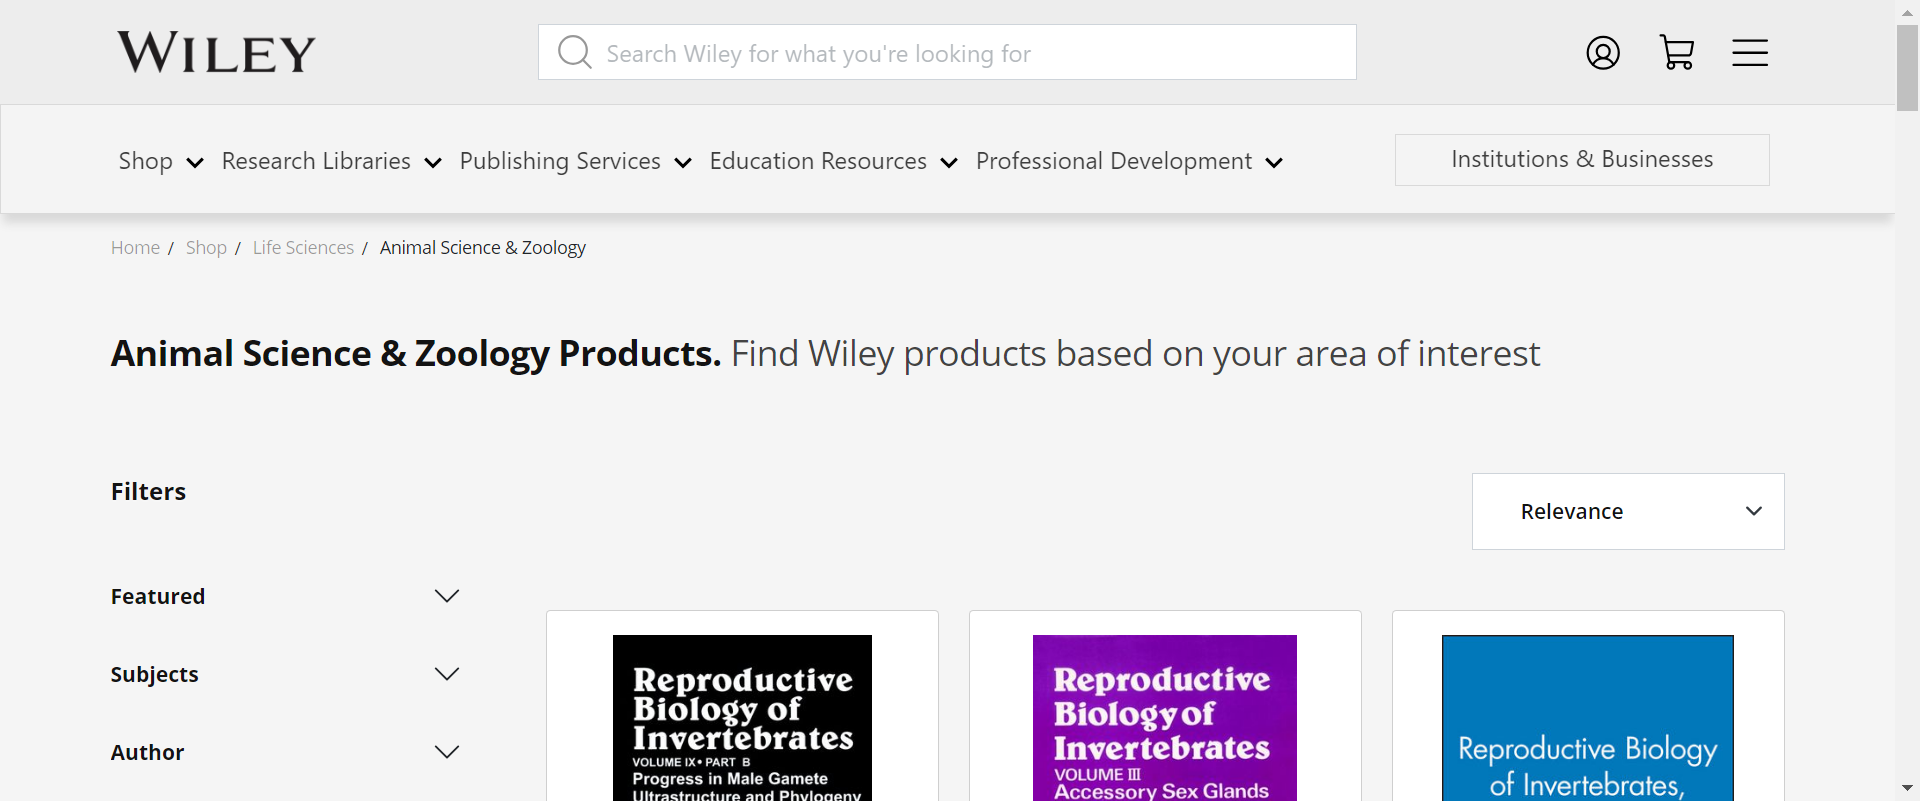 WILEY
Search Wiley for what you're looking for
Shop Research Libraries Publishing Services Education Resources Professional Development Institutions & Businesses
Home / Shop / Life Sciences / Animal Science & Zoology
Animal Science & Zoology Products. Find Wiley products based on your area of interest
Filters
Relevance
Featured
Subjects
Author
Reproductive
Biology of
Invertebrates
VOLUME IX • PART B
Progress in Male Gamete
Ultrastructure and Phylogeny
Reproductive
Biology of
Invertebrates
VOLUME III
Accessory Sex Glands
Reproductive Biology
of Invertebrates,